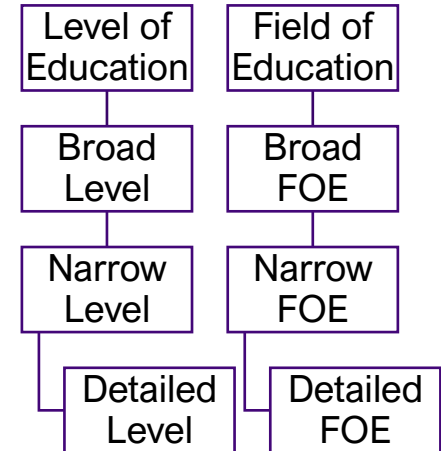 Level of
Education
Broad
Level
Narrow
Level
Detailed
Level
Field of
Education
Broad
FOE
Narrow
FOE
Detailed
FOE